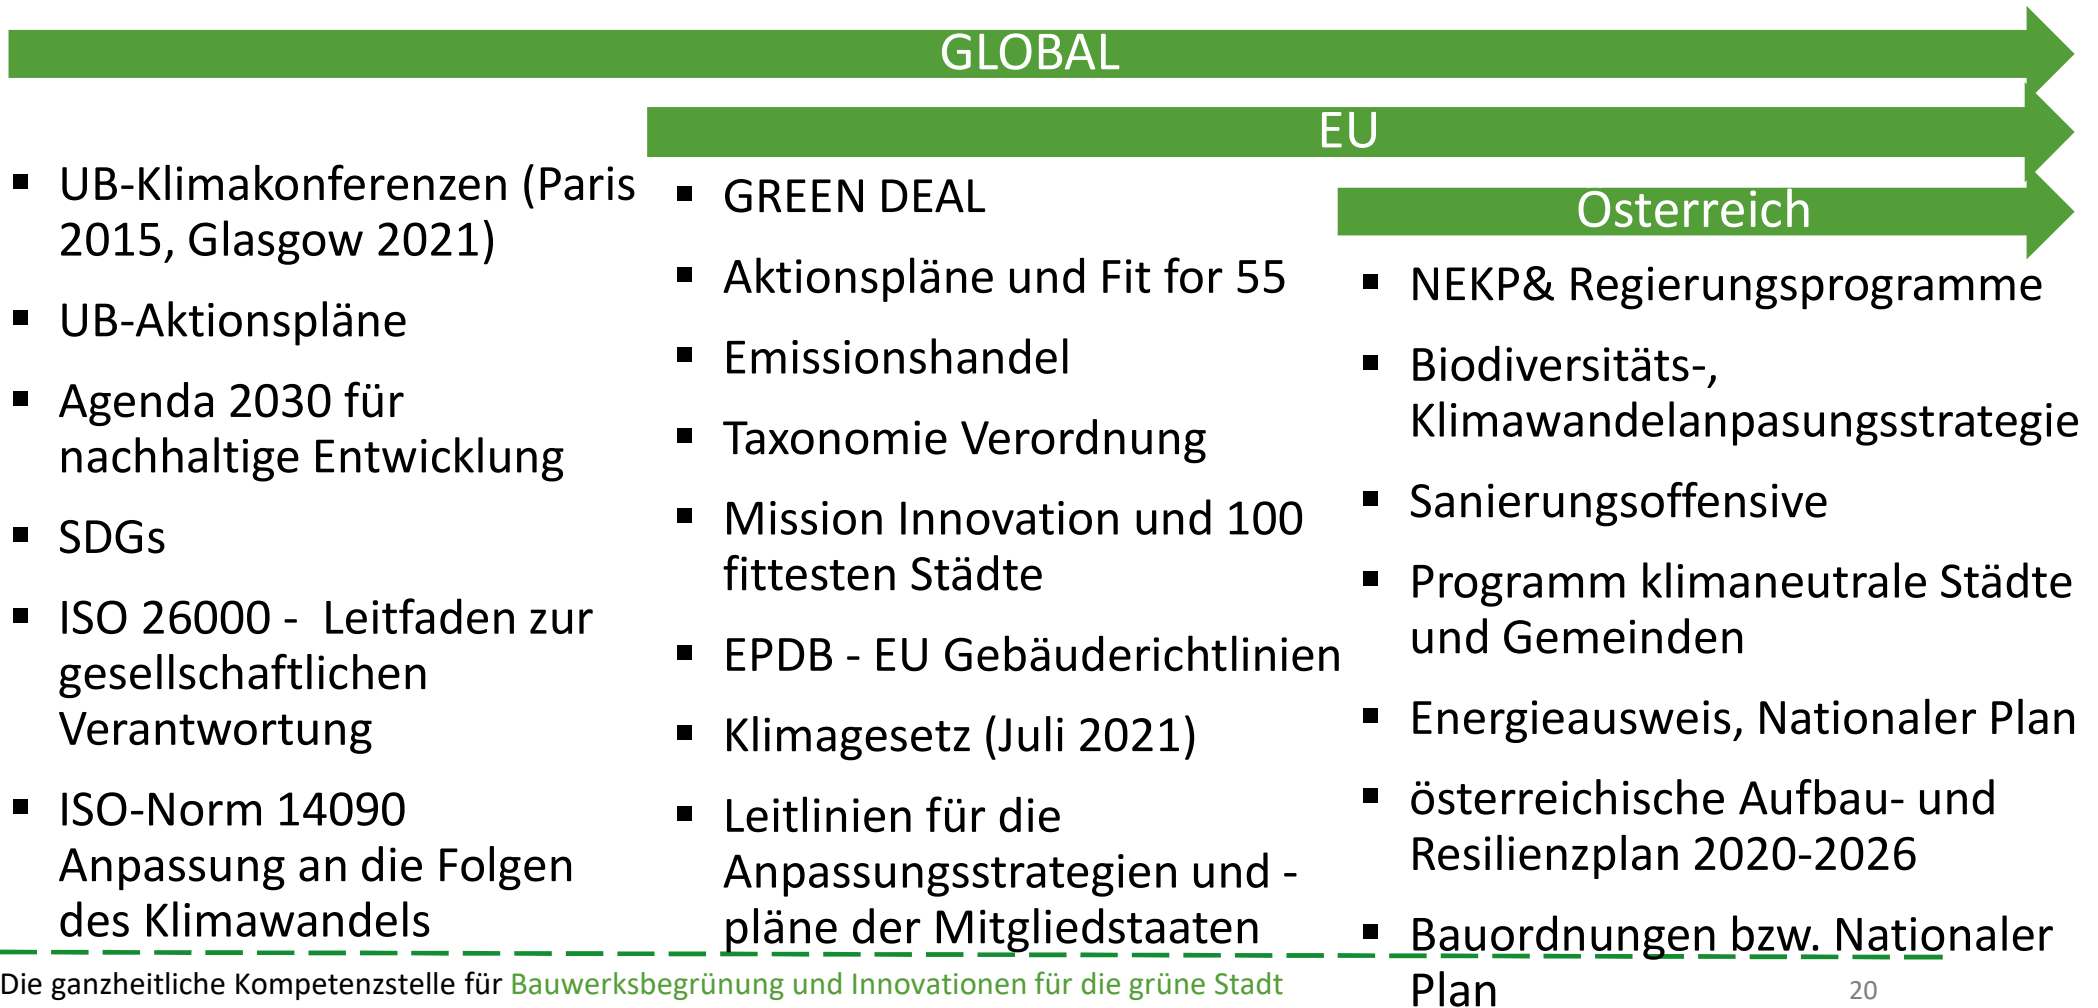 GLOBAL
EU
Osterreich
▪ UB-Klimakonferenzen (Paris
2015, Glasgow 2021)
▪ UB-Aktionspläne
▪ Agenda 2030 für
nachhaltige Entwicklung
▪ SDGs
▪ ISO 26000 - Leitfaden zur
gesellschaftlichen
Verantwortung
▪ ISO-Norm 14090
Anpassung an die Folgen
des Klimawandels
▪ GREEN DEAL
▪ Aktionspläne und Fit for 55
▪ Emissionshandel
▪ Taxonomie Verordnung
▪ Mission Innovation und 100
fittesten Städte
▪ EPDB - EU Gebäuderichtlinien
▪ Klimagesetz (Juli 2021)
▪ Leitlinien für die
Anpassungsstrategien und -
pläne der Mitgliedstaaten
▪ NEKP& Regierungsprogramme
▪ Biodiversitäts-,
Klimawandelanpasungsstrategie
▪ Sanierungsoffensive
▪ Programm klimaneutrale Städte
und Gemeinden
▪ Energieausweis, Nationaler Plan
▪ österreichische Aufbau- und
Resilienzplan 2020-2026
▪ Bauordnungen bzw. Nationaler
Plan
Die ganzheitliche Kompetenzstelle für Bauwerksbegrünung und Innovationen für die grüne Stadt
20